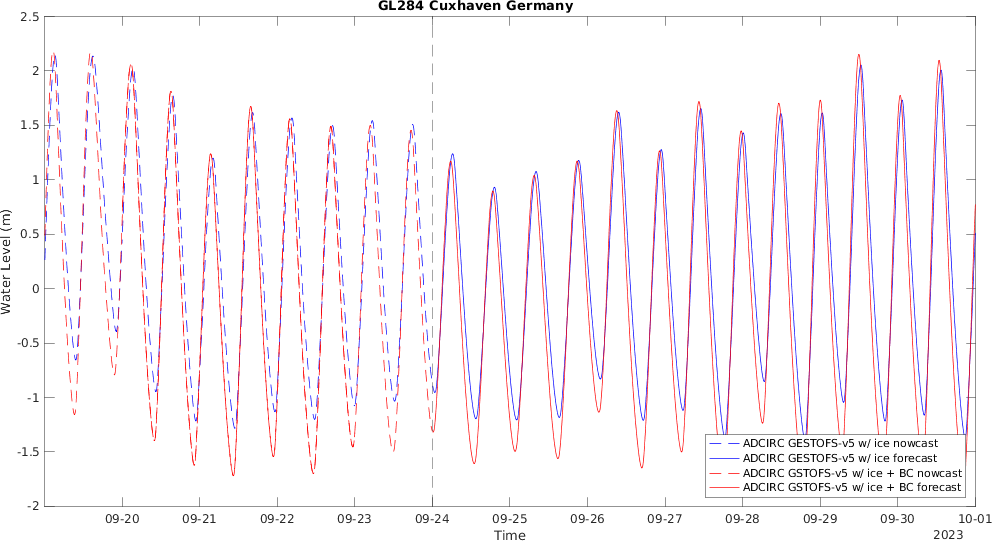 GL284 Cuxhaven Germany
2.5
2
1.5
1
0.5
0
-0.5
-1
-1.5
-2
Water Level (m)
ADCIRC GESTOFS-v5 w/ ice nowcast
ADCIRC GESTOFS-v5 w/ ice forecast
ADCIRC GSTOFS-v5 w/ ice + BC nowcast
ADCIRC GSTOFS-v5 w/ ice + BC forecast
09-20 09-21 09-22 09-23 09-24 09-25 09-26 09-27 09-28 09-29 09-30 10-01
Time
2023